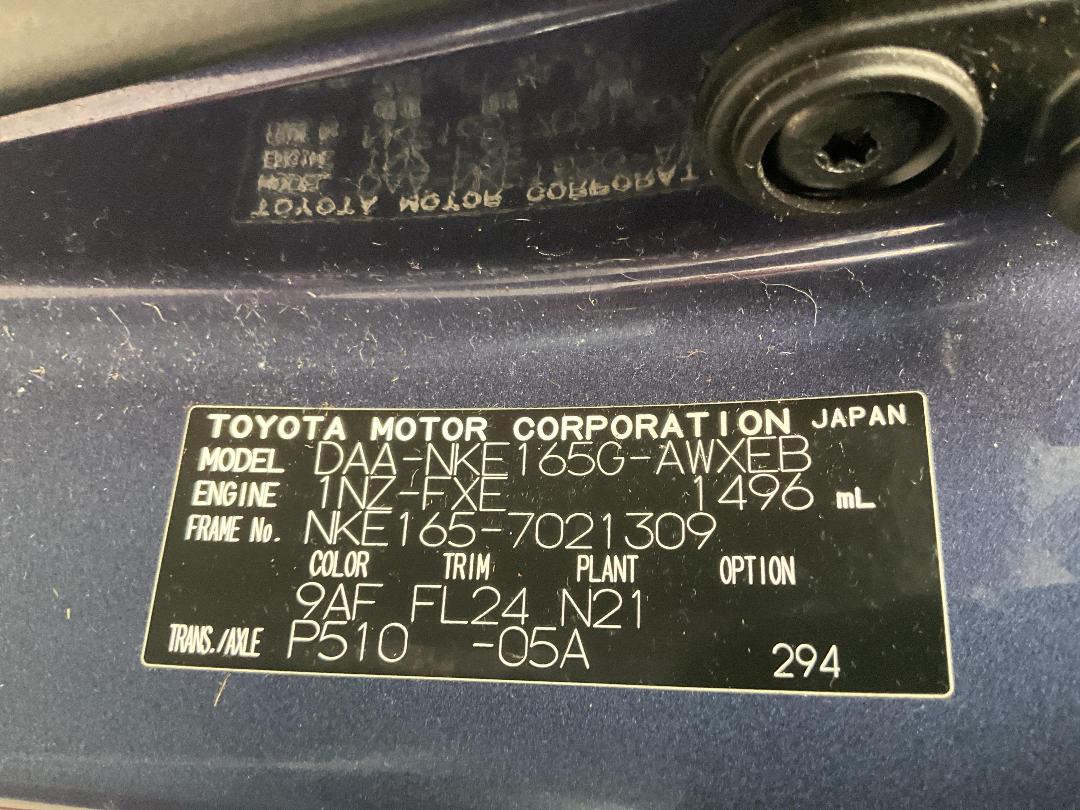 TOYOTA MOTOR CORPORATION JAPAN
MODEL DAA-NKE165G-AWXEB
ENGINE 1NZ-FXE 1496 mL
FRAME No. NKE165-7021309
COLOR TRIM PLANT OPTION
9AF FL24 N21
TRANS./AXLE P510 -05A 294